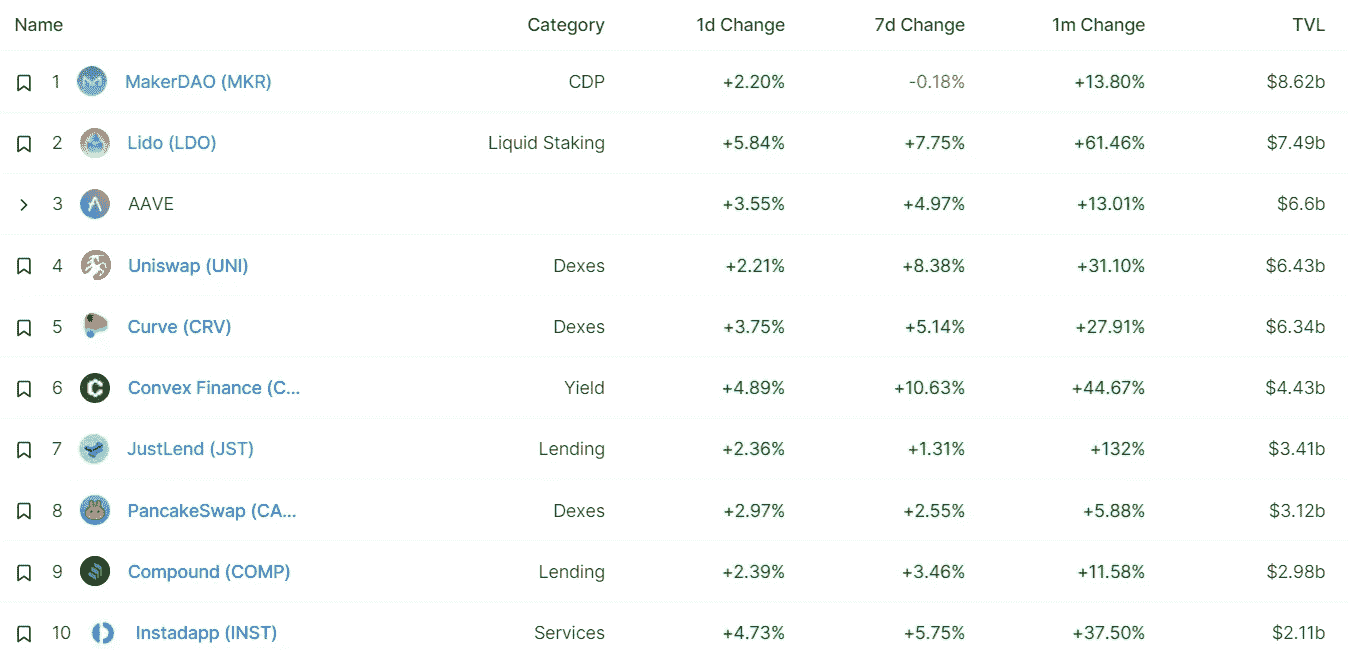 Name Category 1d Change 7d Change 1m Change TVL
1 MakerDAO (MKR) CDP +2.20% -0.18% +13.80% $8.62b
2 Lido (LDO) Liquid Staking +5.84% +7.75% +61.46% $7.49b
3 AAVE +3.55% +4.97% +13.01% $6.6b
4 Uniswap (UNI) Dexes +2.21% +8.38% +31.10% $6.43b
5 Curve (CRV) Dexes +3.75% +5.14% +27.91% $6.34b
6 Convex Finance (C... Yield +4.89% +10.63% +44.67% $4.43b
7 JustLend (JST) Lending +2.36% +1.31% +132% $3.41b
8 PancakeSwap (CA... Dexes +2.97% +2.55% +5.88% $3.12b
9 Compound (COMP) Lending +2.39% +3.46% +11.58% $2.98b
10 Instadapp (INST) Services +4.73% +5.75% +37.50% $2.11b